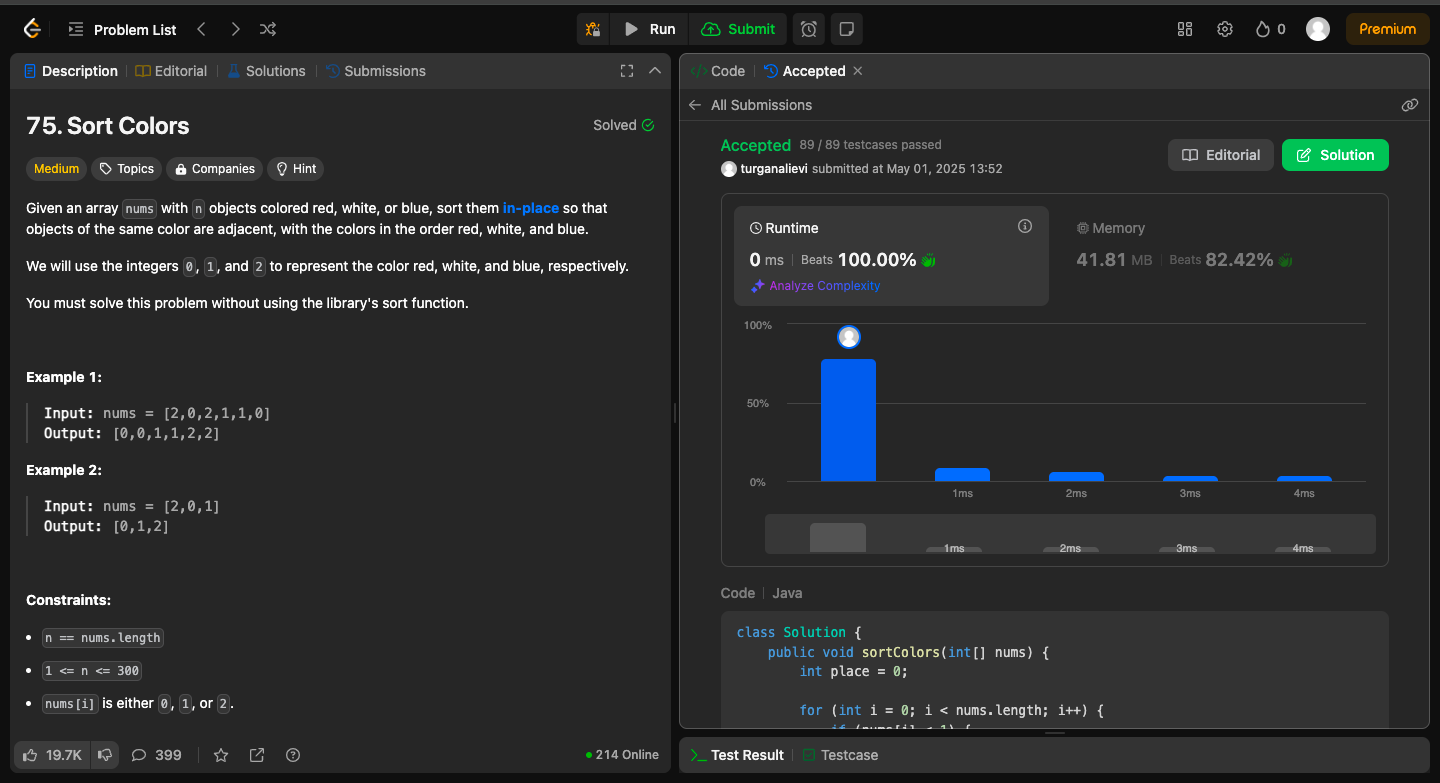 Problem List
Run
Submit
0
Premium
Description
Editorial
Solutions
Submissions
75. Sort Colors
Solved
Medium
Topics
Companies
Hint
Given an array nums with n objects colored red, white, or blue, sort them in-place so that
objects of the same color are adjacent, with the colors in the order red, white, and blue.
We will use the integers 0, 1, and 2 to represent the color red, white, and blue, respectively.
You must solve this problem without using the library's sort function.
Example 1:
Input: nums = [2,0,2,1,1,0]
Output: [0,0,1,1,2,2]
Example 2:
Input: nums = [2,0,1]
Output: [0,1,2]
Constraints:
• n == nums.length
• 1 <= n <= 300
• nums[i] is either 0, 1, or 2.
19.7K
399
214 Online
Code
Accepted
All Submissions
Accepted 89 / 89 testcases passed
turganalievi submitted at May 01, 2025 13:52
Editorial
Solution
Runtime
0 ms | Beats 100.00%
Analyze Complexity
Memory
41.81 MB | Beats 82.42%
100%
50%
0%
1ms 2ms 3ms 4ms
1ms 2ms 3ms 4ms
Code | Java
class Solution {
public void sortColors(int[] nums) {
int place = 0;
for (int i = 0; i < nums.length; i++) {
if (nums[i] < 1) {
Test Result
Testcase